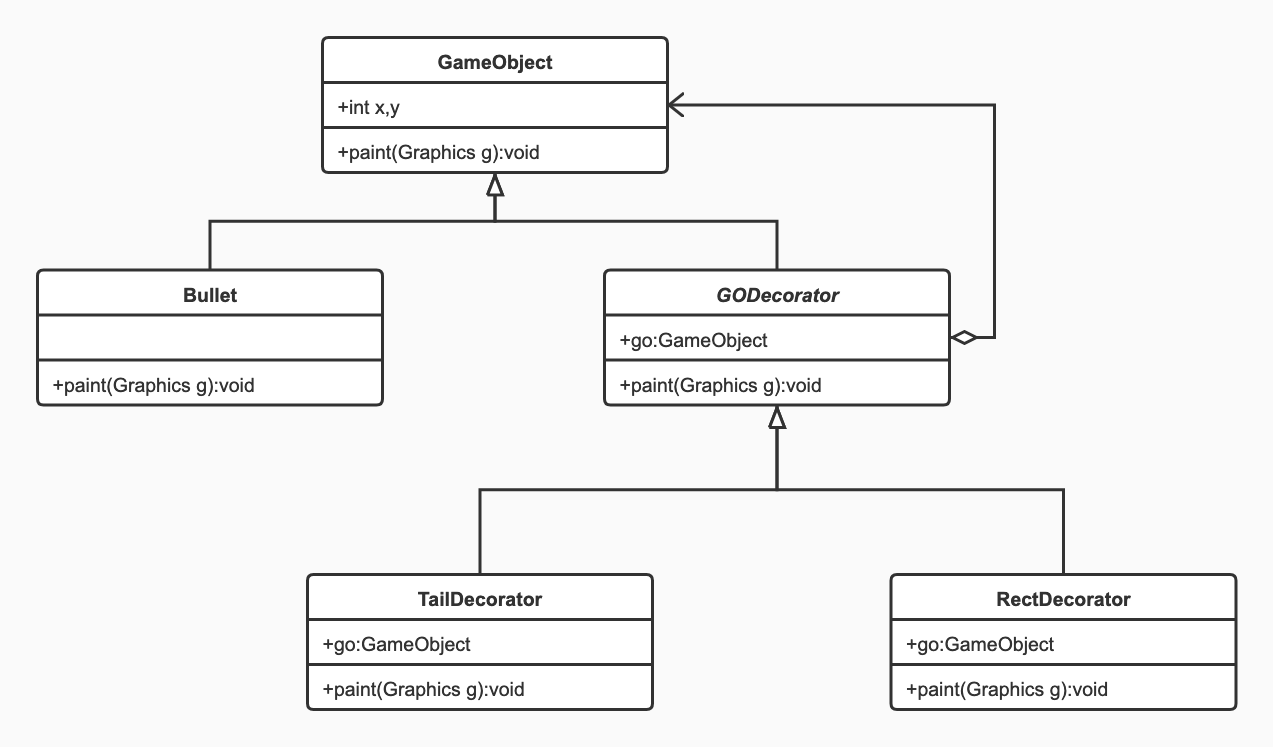 GameObject
+int x,y
+paint(Graphics g):void
Bullet
+paint(Graphics g):void
GODecorator
+go:GameObject
+paint(Graphics g):void
TailDecorator
+go:GameObject
+paint(Graphics g):void
RectDecorator
+go:GameObject
+paint(Graphics g):void